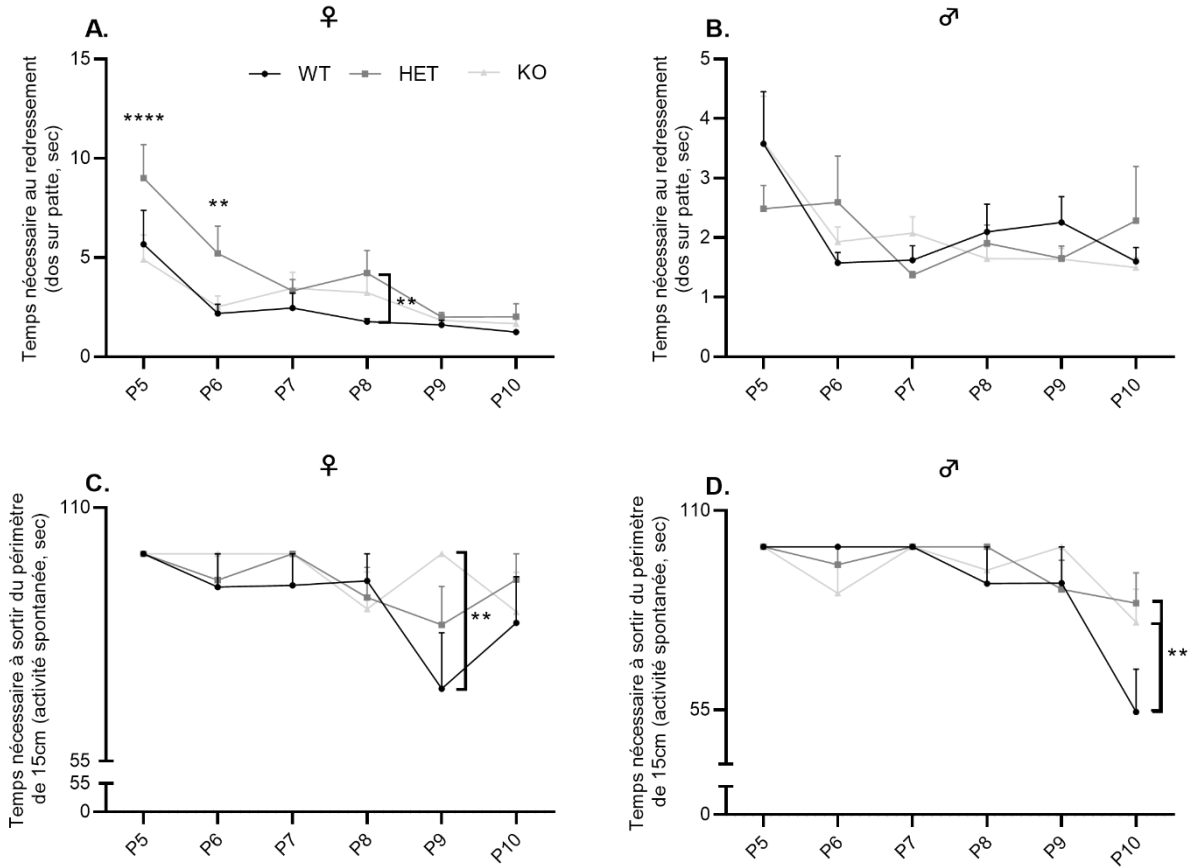 ♀
A.
15
10
5
0
Temps nécessaire au redressement
(dos sur patte, sec)
WT HET KO
****
**
**
P5 P6 P7 P8 P9 P10
♂
B.
5
4
3
2
1
0
Temps nécessaire au redressement
(dos sur patte, sec)
P5 P6 P7 P8 P9 P10
♀
C.
110
55
55
0
Temps nécessaire à sortir du périmètre
de 15cm (activité spontanée, sec)
**
P5 P6 P7 P8 P9 P10
♂
D.
110
55
0
Temps nécessaire à sortir du périmètre
de 15cm (activité spontanée, sec)
**
P5 P6 P7 P8 P9 P10